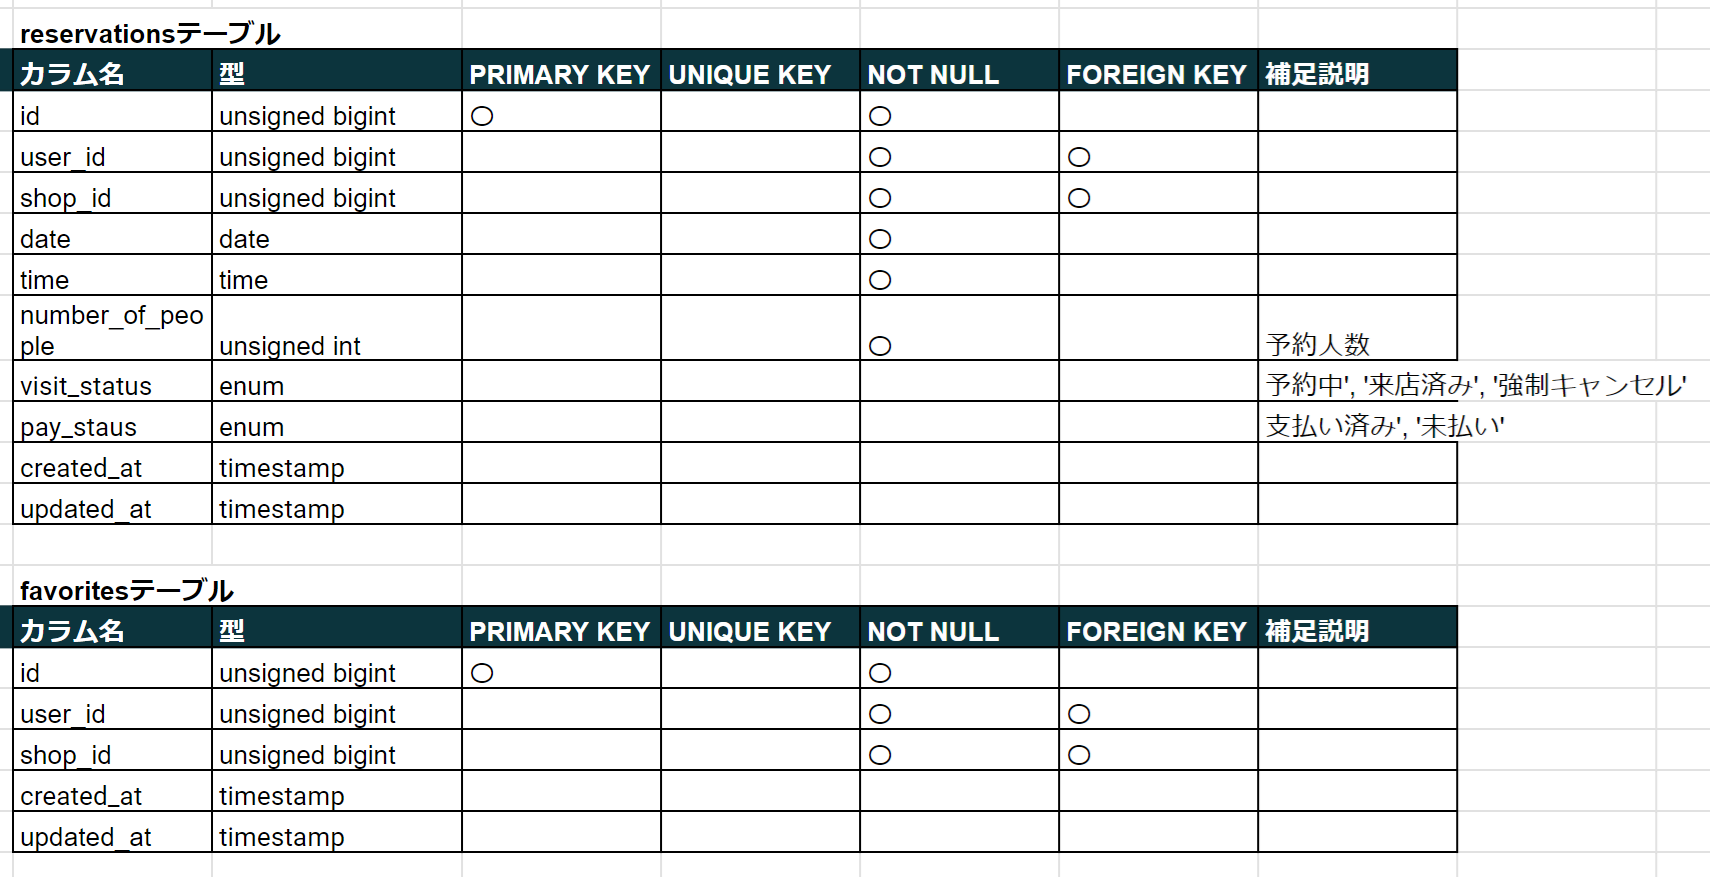 reservationsテーブル
カラム名 型 PRIMARY KEY UNIQUE KEY NOT NULL FOREIGN KEY 補足説明
id unsigned bigint 〇 〇
user_id unsigned bigint 〇 〇
shop_id unsigned bigint 〇 〇
date date 〇
time time 〇
number_of_peo
ple unsigned int 〇 予約人数
visit_status enum 予約中', '来店済み', '強制キャンセル'
pay_staus enum 支払い済み', '未払い'
created_at timestamp
updated_at timestamp
favoritesテーブル
カラム名 型 PRIMARY KEY UNIQUE KEY NOT NULL FOREIGN KEY 補足説明
id unsigned bigint 〇 〇
user_id unsigned bigint 〇 〇
shop_id unsigned bigint 〇 〇
created_at timestamp
updated_at timestamp